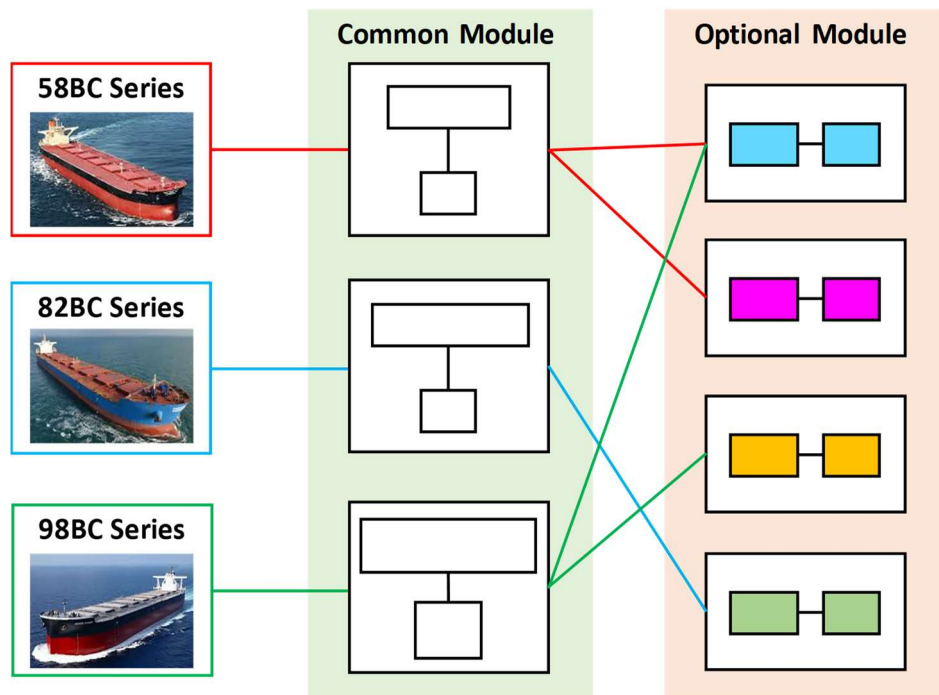 Common Module
Optional Module
58BC Series
82BC Series
98BC Series